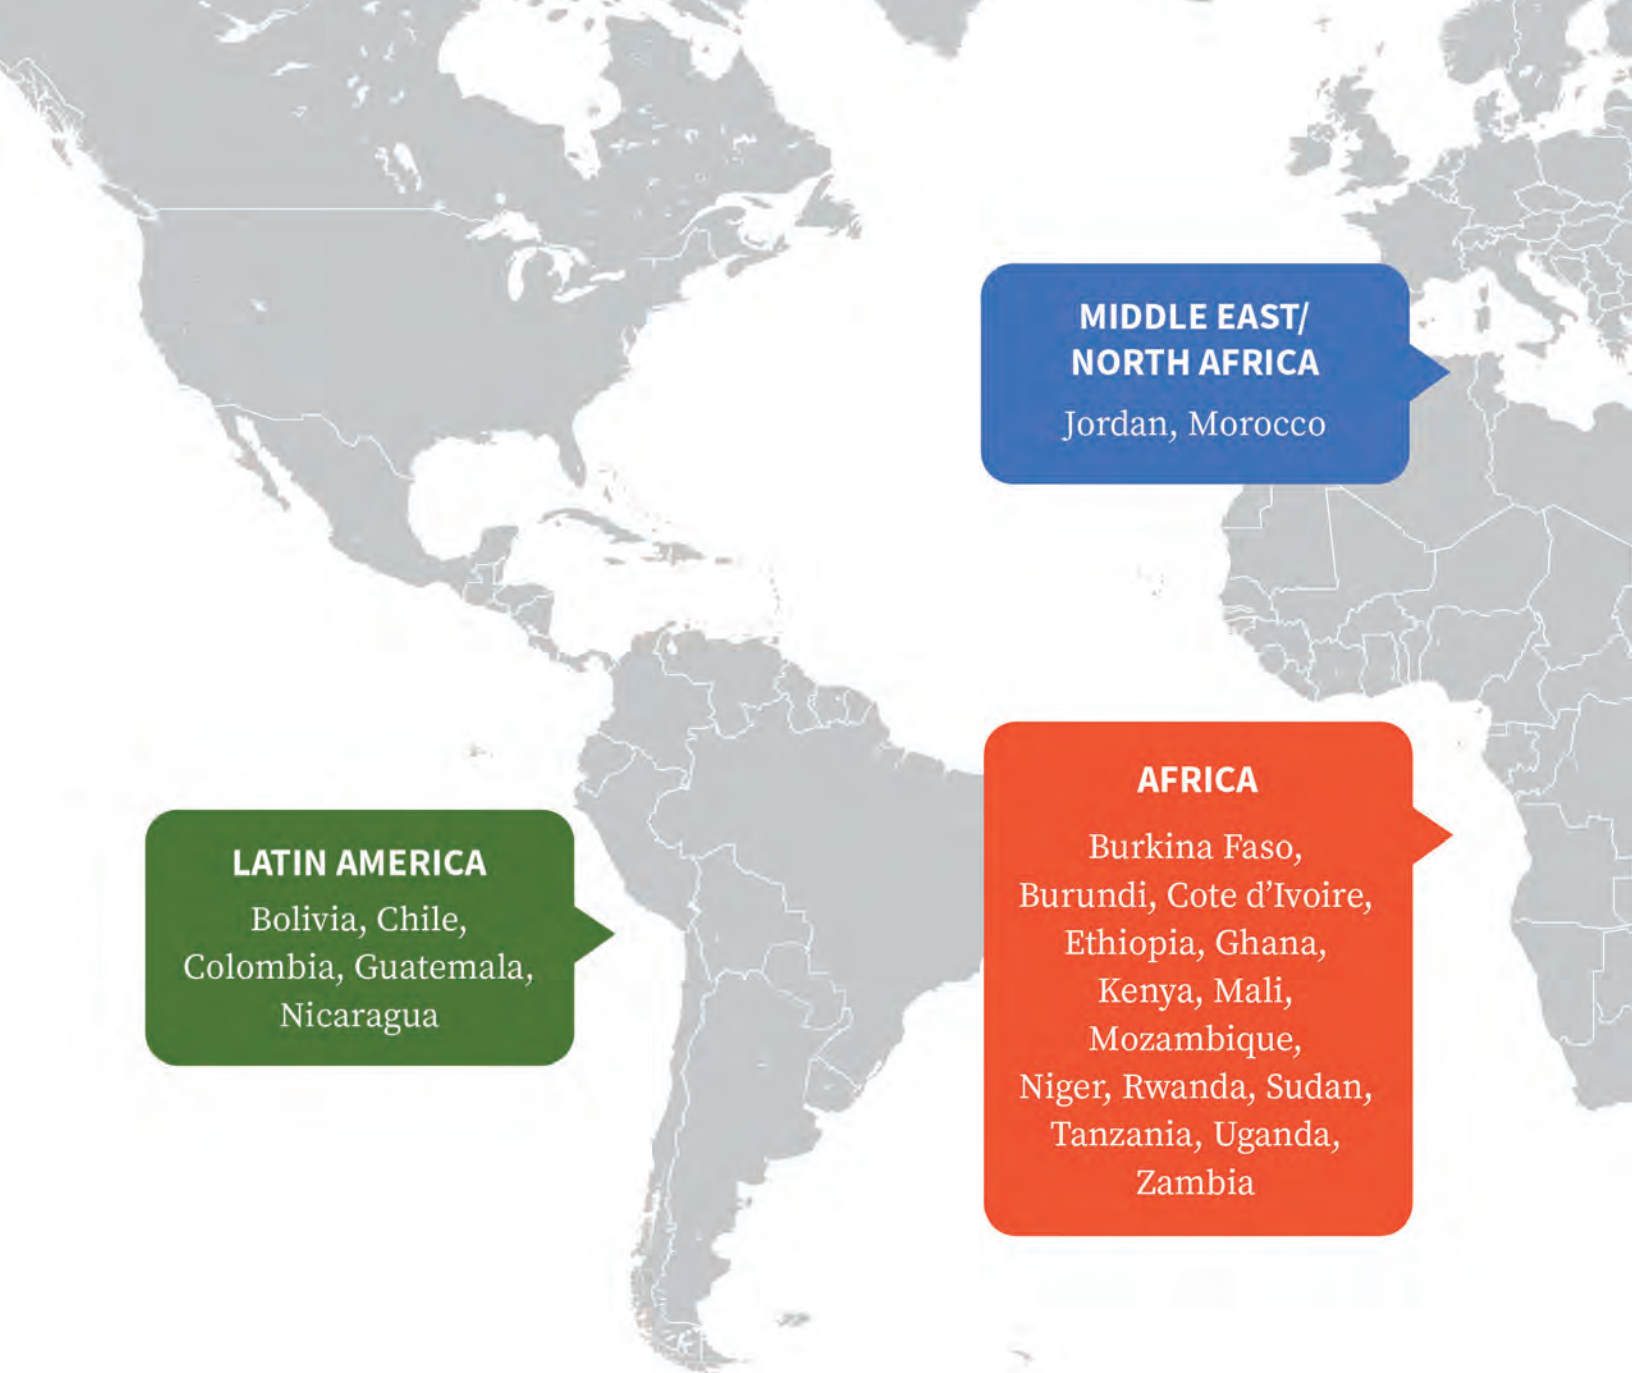 MIDDLE EAST/
NORTH AFRICA
Jordan, Morocco
AFRICA
Burkina Faso,
Burundi, Cote d’Ivoire,
Ethiopia, Ghana,
Kenya, Mali,
Mozambique,
Niger, Rwanda, Sudan,
Tanzania, Uganda,
Zambia
LATIN AMERICA
Bolivia, Chile,
Colombia, Guatemala,
Nicaragua